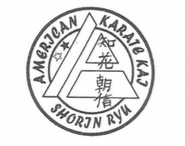 AMERICAN KARATE KAI
知花
朝信
SHORIN RYU